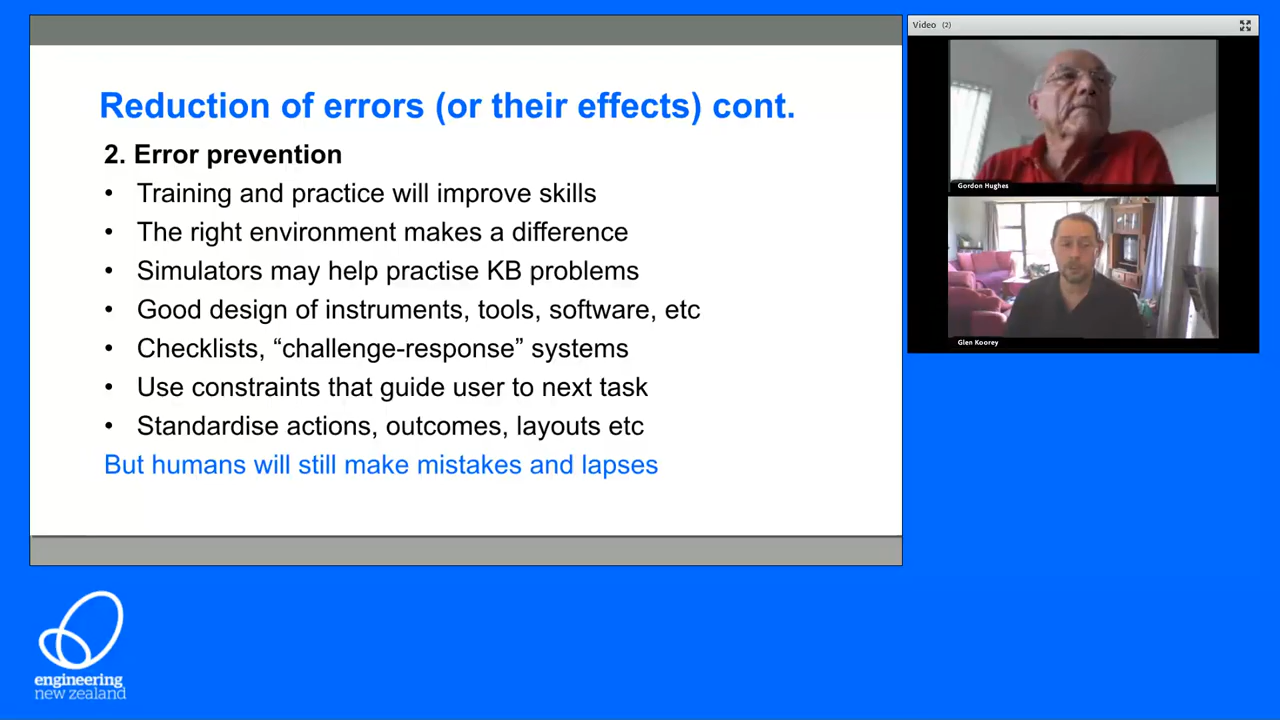 Reduction of errors (or their effects) cont.
2. Error prevention
• Training and practice will improve skills
• The right environment makes a difference
• Simulators may help practise KB problems
• Good design of instruments, tools, software, etc
• Checklists, “challenge-response” systems
• Use constraints that guide user to next task
• Standardise actions, outcomes, layouts etc
But humans will still make mistakes and lapses
Video (2)
Gordon Hughes
Glen Koorey
engineering
new zealand